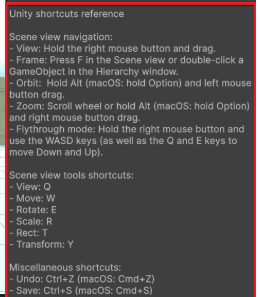 Unity shortcuts reference
Scene view navigation:
- View: Hold the right mouse button and drag.
- Frame: Press F in the Scene view or double-click a
GameObject in the Hierarchy window.
- Orbit:  Hold Alt (macOS: hold Option) and left mouse
button and drag.
- Zoom: Scroll wheel or hold Alt (macOS: hold Option)
and right mouse button and drag.
- Flythrough mode: Hold the right mouse button and
use the WASD keys (as well as the Q and E keys to
move Down and Up).
Scene view tools shortcuts:
- View: Q
- Move: W
- Rotate: E
- Scale: R
- Rect: T
- Transform: Y
Miscellaneous shortcuts:
- Undo: Ctrl+Z (macOS: Cmd+Z)
- Save: Ctrl+S (macOS: Cmd+S)